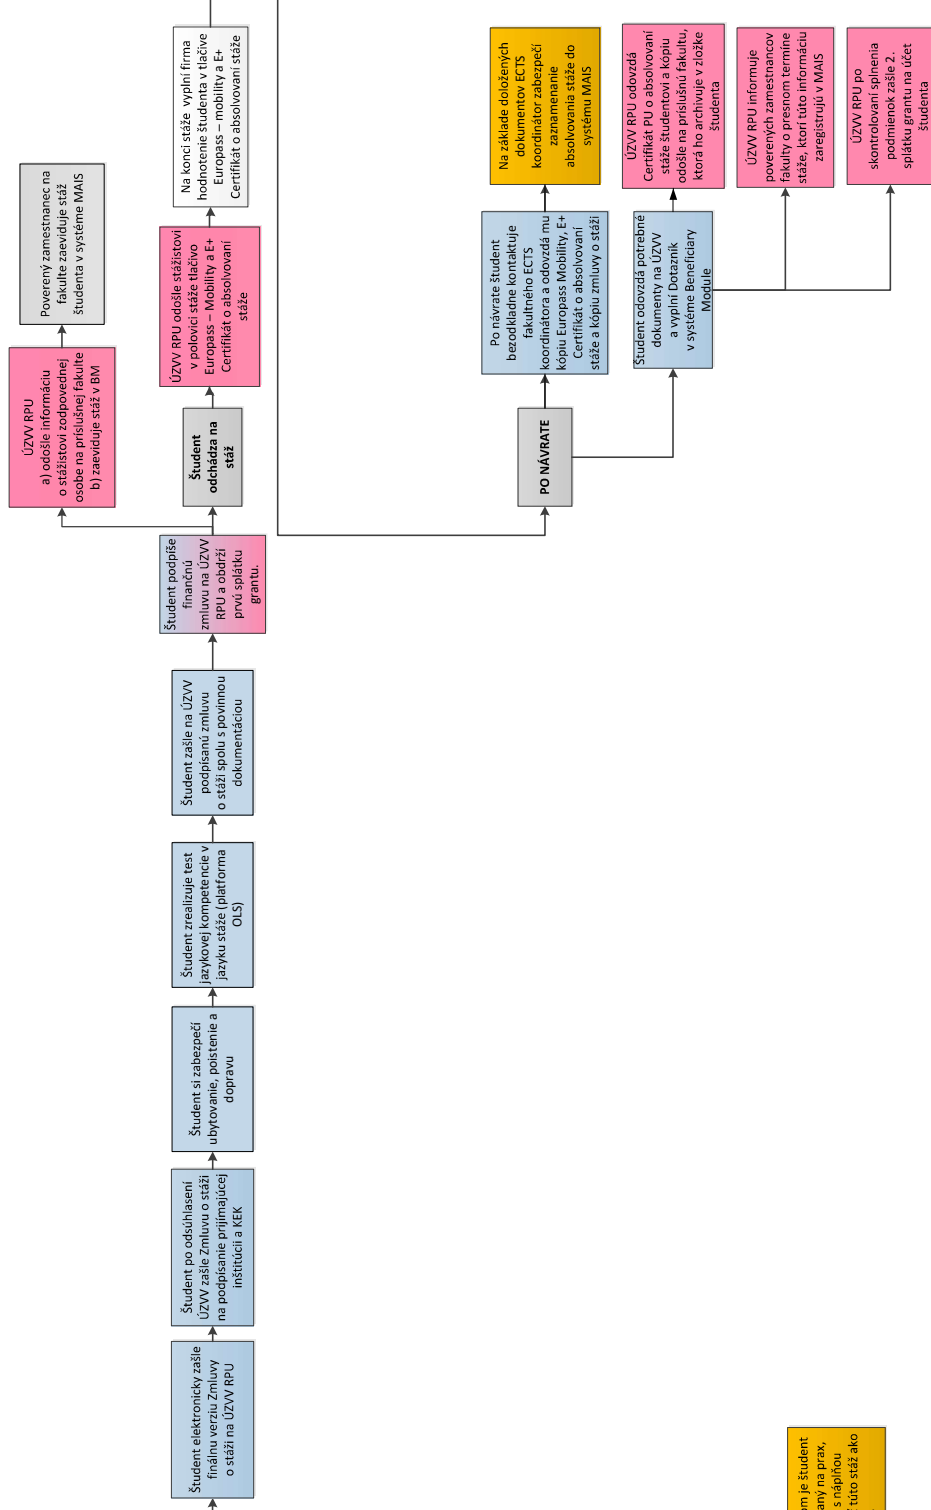 Študent elektronicky zašle
finálnu verziu Zmluvy
o stáži na ÚZVV RPU
Študent po odsúhlasení
ÚZVV zašle Zmluvu o stáži
na podpísanie prijímajúcej
inštitúcii a KEK
Študent si zabezpečí
ubytovanie, poistenie a
dopravu
Študent zrealizuje test
jazykovej kompetencie v
jazyku stáže (platforma
OLS)
Študent zašle na ÚZVV
podpísanú zmluvu
o stáži spolu s povinnou
dokumentáciou
Študent podpíše
finančnú
zmluvu na ÚZVV
RPU a obdrží
prvú splátku
grantu.
ÚZVV RPU
a) odošle informáciu
o stážistovi zodpovednej
osobe na príslušnej fakulte
b) zaeviduje stáž v BM
Poverený zamestnanec na
fakulte zaeviduje stáž
študenta v systéme MAIS
Študent
odchádza na
stáž
ÚZVV RPU odošle stážistovi
v polovici stáže tlačivo
Europass – Mobility a E+
Certifikát o absolvovaní
stáže
Na konci stáže vyplní firma
hodnotenie študenta v tlačive
Europass – mobility a E+
Certifikát o absolvovaní stáže
PO NÁVRATE
Po návrate študent
bezodkladne kontaktuje
fakultného ECTS
koordinátora a odovzdá mu
kópiu Europass Mobility, E+
Certifikát o absolvovaní
stáže a kópiu zmluvy o stáži
Na základe doložených
dokumentov ECTS
koordinátor zabezpečí
zaznamenanie
absolvovania stáže do
systému MAIS
Študent odovzdá potrebné
dokumenty na ÚZVV
a vyplní Dotazník
v systéme Beneficiary
Module
ÚZVV RPU odovzdá
Certifikát PU o absolvovaní
stáže študentovi a kópiu
odošle na príslušnú fakultu,
ktorá ho archivuje v zložke
študenta
ÚZVV RPU informuje
poverených zamestnancov
fakulty o presnom termíne
stáže, ktorí túto informáciu
zaregistrujú v MAIS
ÚZVV RPU po
skontrolovaní splnenia
podmienok zašle 2.
splátku grantu na účet
študenta
om je študent
aný na prax,
s náplňou
túto stáž ako